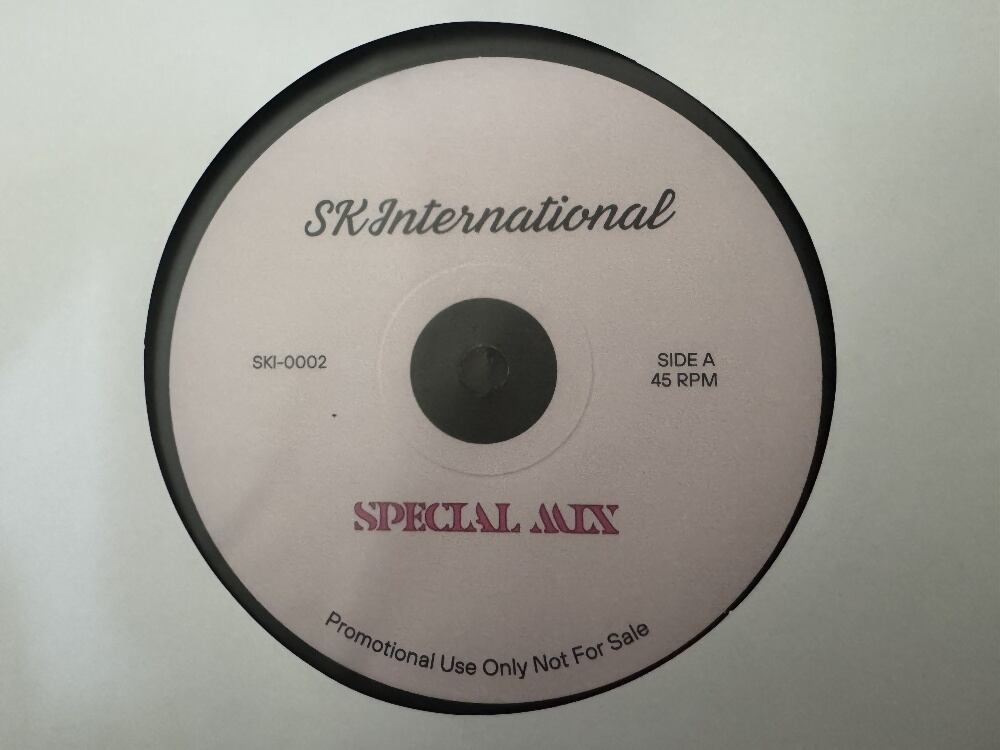 SKInternational
SKI-0002
SIDE A
45 RPM
SPECIAL MIX
Promotional Use Only Not For Sale